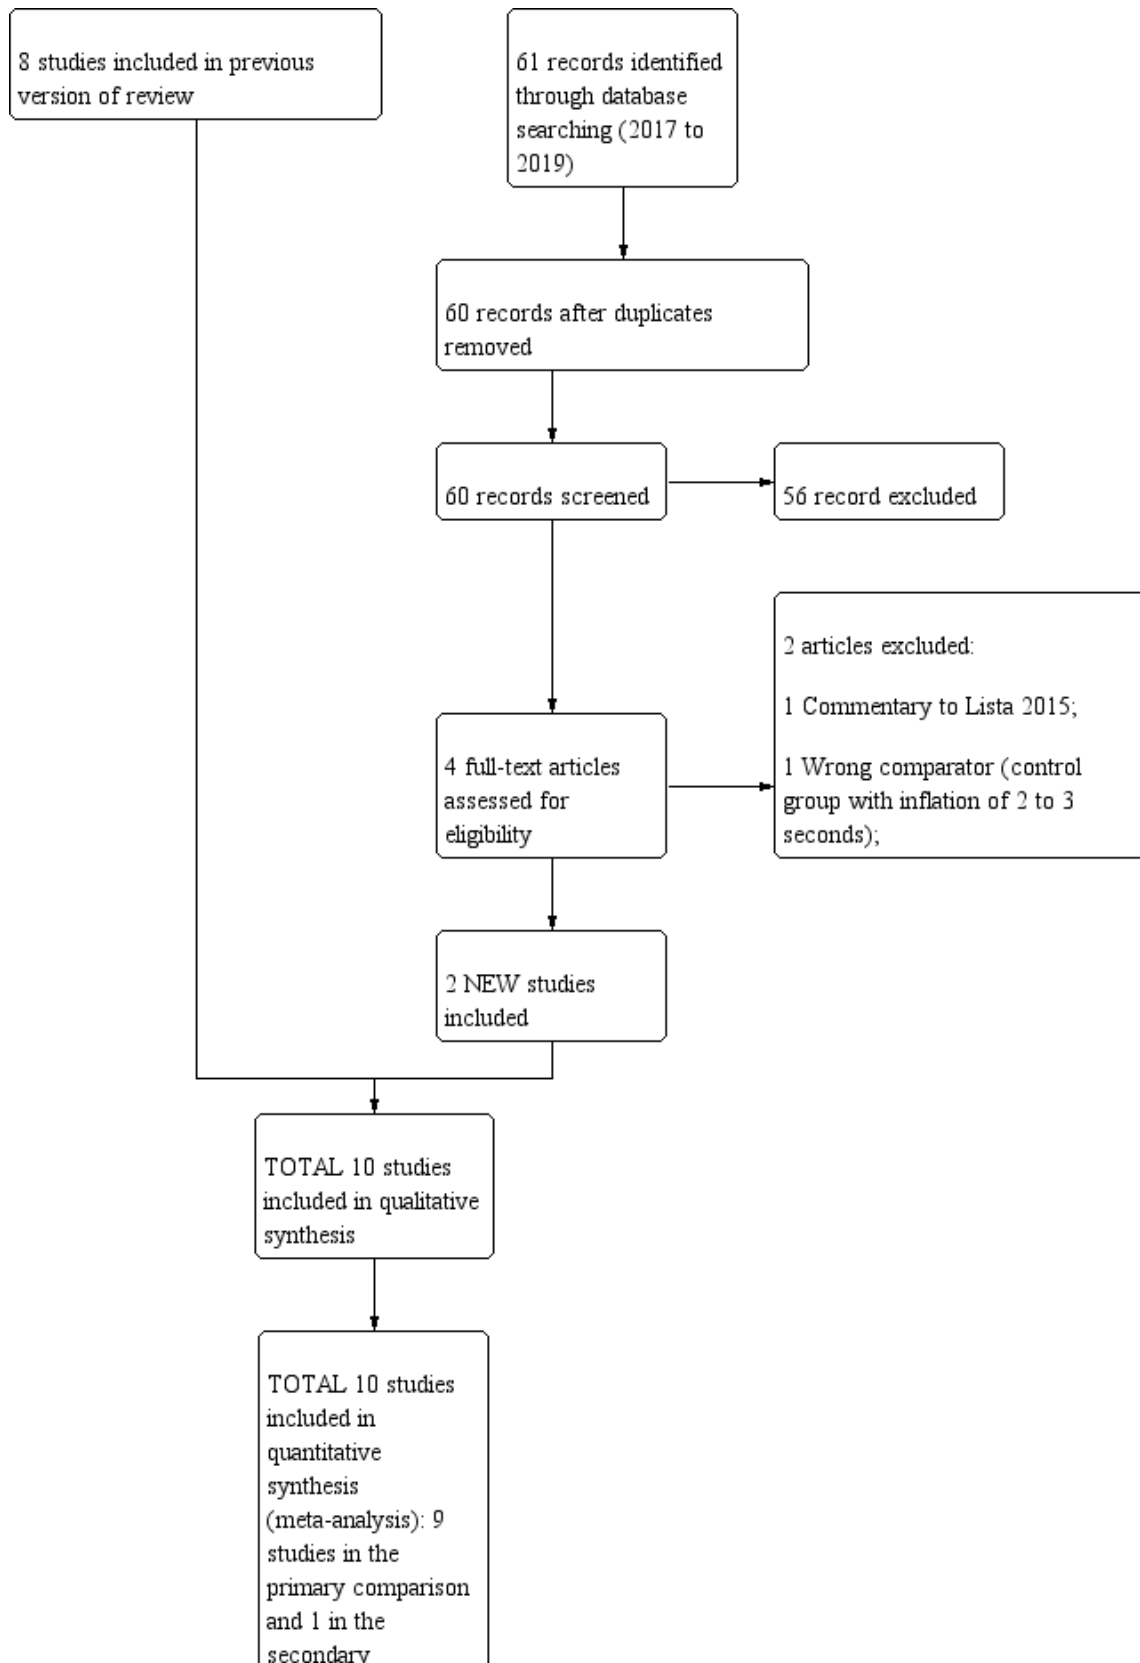 8 studies included in previous
version of review
61 records identified
through database
searching (2017 to
2019)
60 records after duplicates
removed
60 records screened
56 record excluded
2 articles excluded:
1 Commentary to Lista 2015;
1 Wrong comparator (control
group with inflation of 2 to 3
seconds);
4 full-text articles
assessed for
eligibility
2 NEW studies
included
TOTAL 10 studies
included in qualitative
synthesis
TOTAL 10 studies
included in
quantitative
synthesis
(meta-analysis): 9
studies in the
primary comparison
and 1 in the
secondary